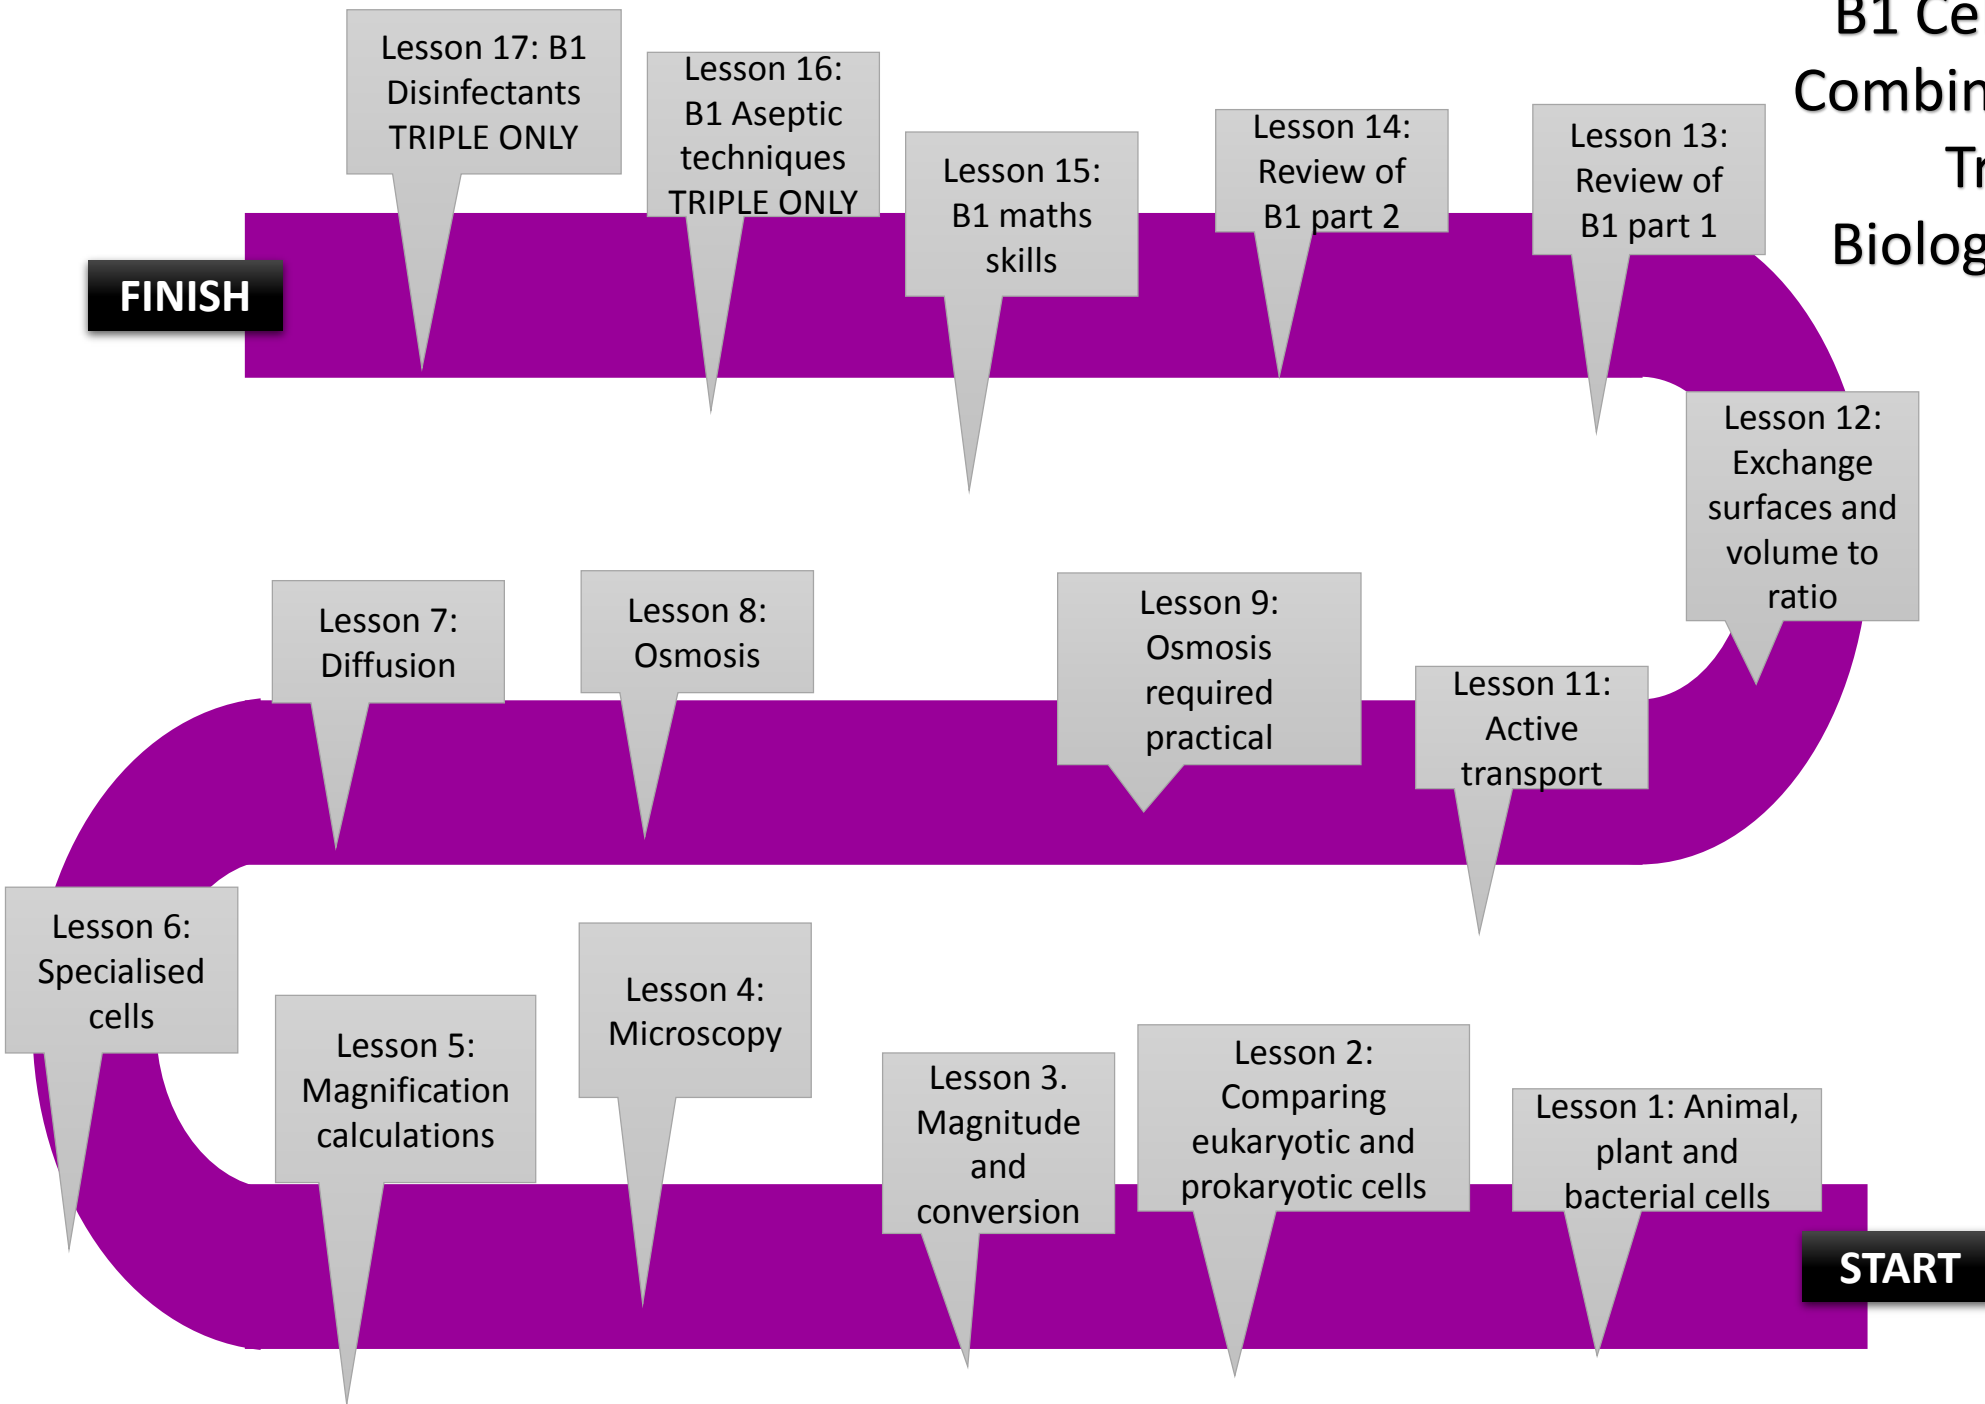 B1 Ce
Combin
Tr
Biolog
Lesson 17: B1
Disinfectants
TRIPLE ONLY
Lesson 16:
B1 Aseptic
techniques
TRIPLE ONLY
Lesson 15:
B1 maths
skills
Lesson 14:
Review of
B1 part 2
Lesson 13:
Review of
B1 part 1
FINISH
Lesson 12:
Exchange
surfaces and
volume to
ratio
Lesson 7:
Diffusion
Lesson 8:
Osmosis
Lesson 9:
Osmosis
required
practical
Lesson 11:
Active
transport
Lesson 6:
Specialised
cells
Lesson 5:
Magnification
calculations
Lesson 4:
Microscopy
Lesson 3.
Magnitude
and
conversion
Lesson 2:
Comparing
eukaryotic and
prokaryotic cells
Lesson 1: Animal,
plant and
bacterial cells
START